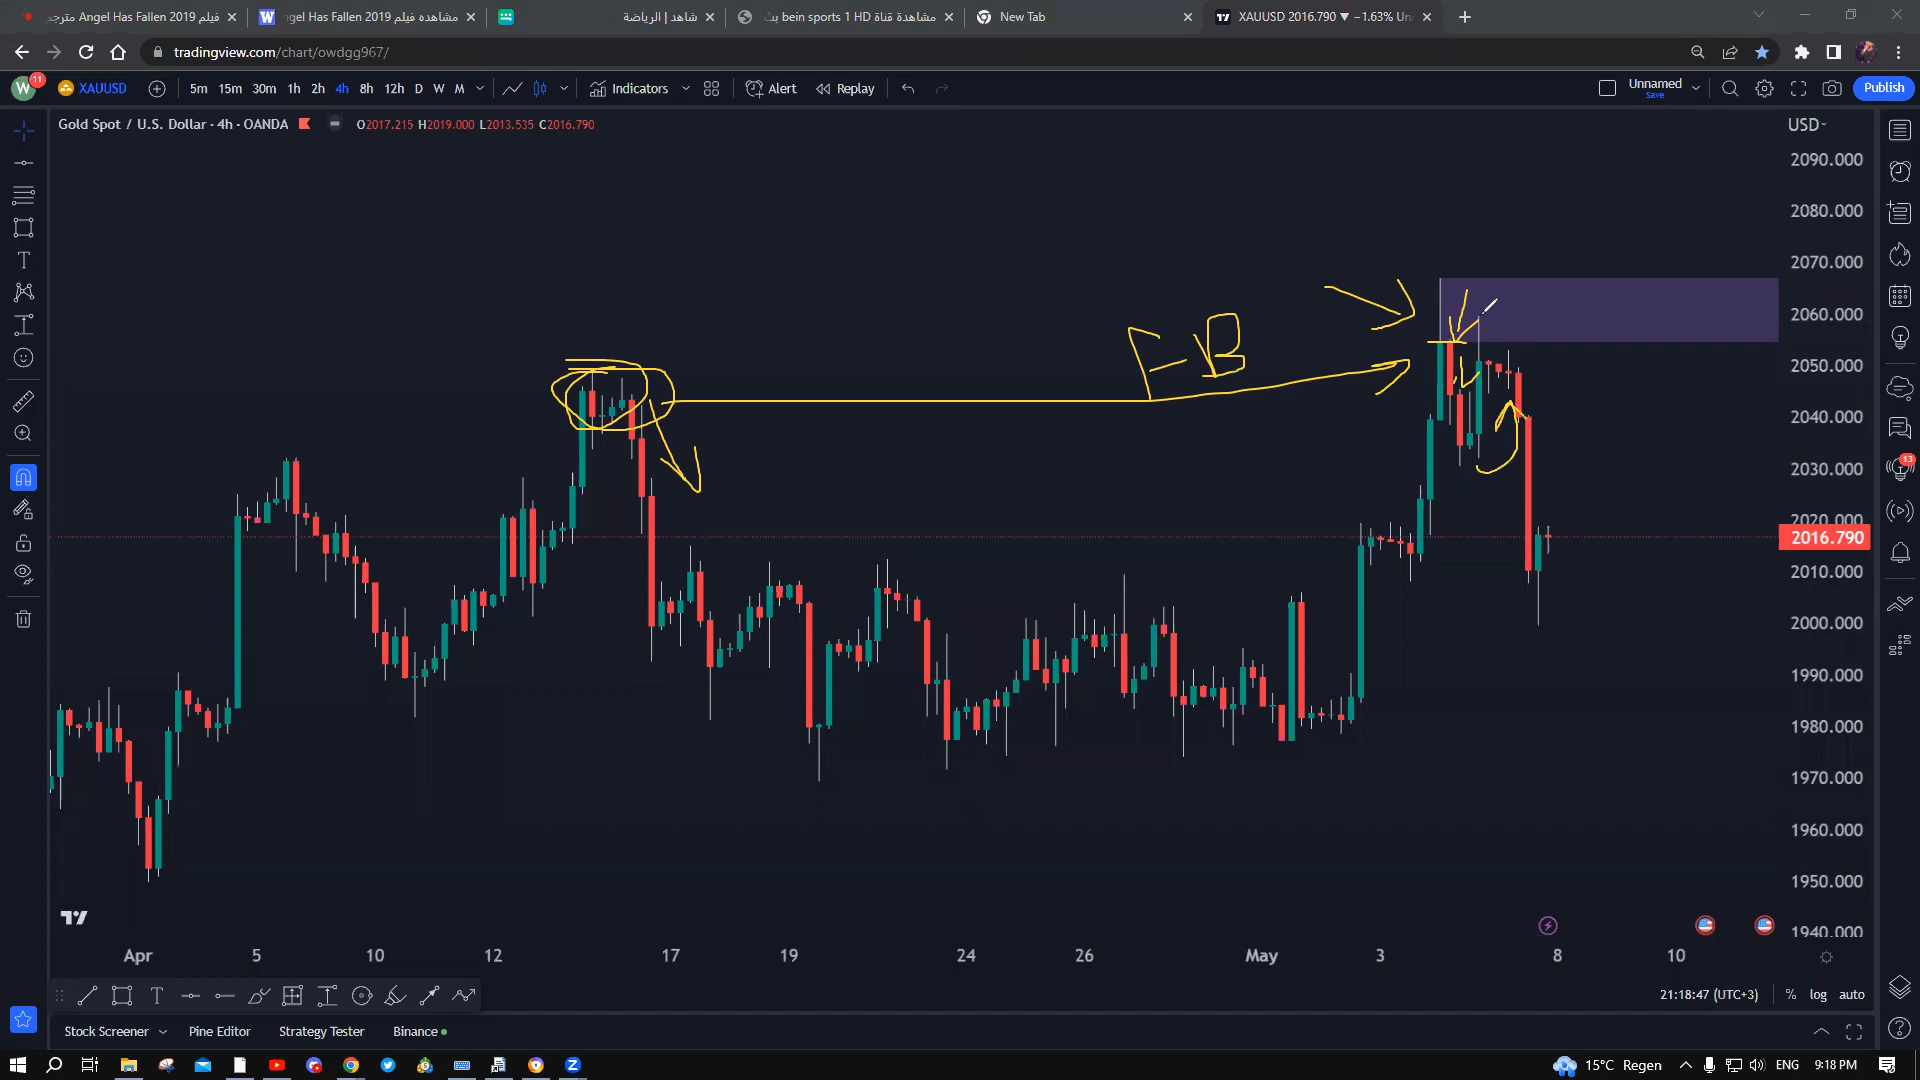 فيلم Angel Has Fallen 2019 مترجم
مشاهده فيلم Angel Has Fallen 2019
شاهد | الرياضة
مشاهدة قناة bein sports 1 HD بث
New Tab
XAUUSD 2016.790 ▼ −1.63% Un
tradingview.com/chart/owdgg967/
W 11
XAUUSD 5m 15m 30m 1h 2h 4h 8h 12h D W M Indicators Alert Replay Unnamed Save Publish
Gold Spot / U.S. Dollar · 4h · OANDA O2017.215 H2019.000 L2013.535 C2016.790
USD
2090.000
2080.000
2070.000
2060.000
2050.000
2040.000
2030.000
2020.000
2016.790
2010.000
2000.000
1990.000
1980.000
1970.000
1960.000
1950.000
1940.000
13
Apr 5 10 12 17 19 24 26 May 3 8 10
21:18:47 (UTC+3) % log auto
Stock Screener Pine Editor Strategy Tester Binance
15°C Regen ENG 9:18 PM